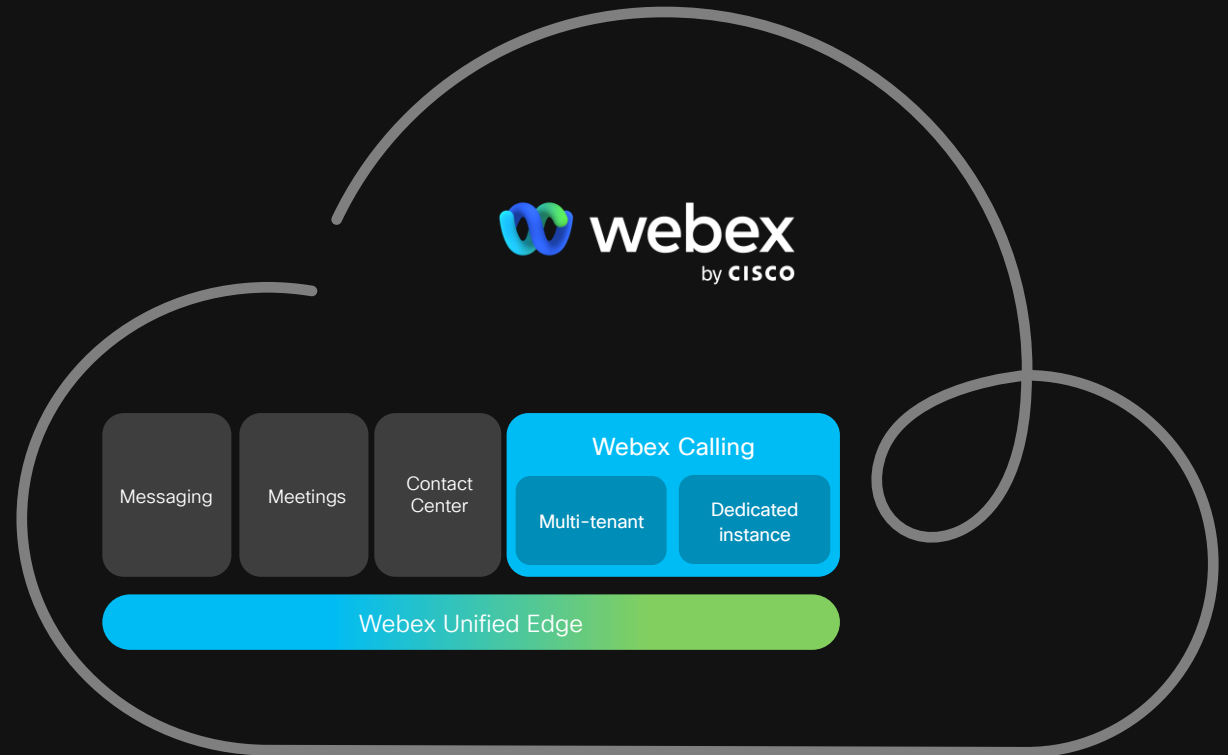 webex
by CISCO
Messaging
Meetings
Contact
Center
Webex Calling
Multi-tenant
Dedicated
instance
Webex Unified Edge